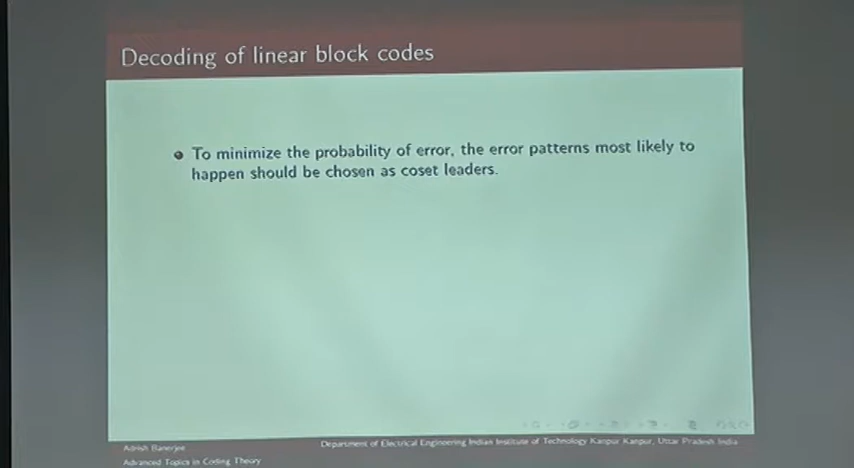 Decoding of linear block codes
To minimize the probability of error, the error patterns most likely to
happen should be chosen as coset leaders.
Adrish Banerjee
Department of Electrical Engineering Indian Institute of Technology Kanpur Kanpur, Uttar Pradesh India
Advanced Topics in Coding Theory